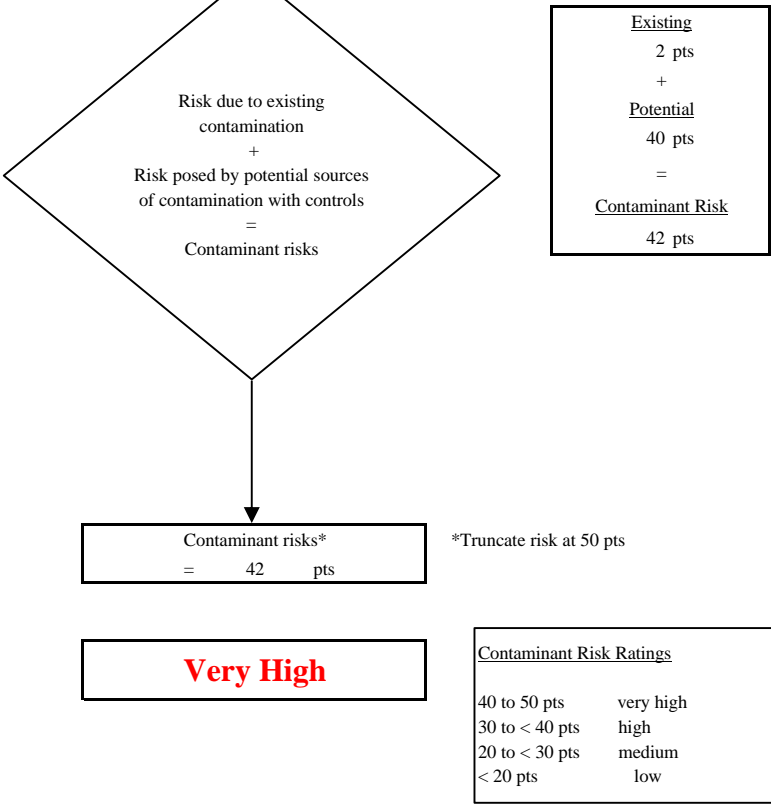 Risk due to existing
contamination
+
Risk posed by potential sources
of contamination with controls
=
Contaminant risks
Existing
2 pts
+
Potential
40 pts
=
Contaminant Risk
42 pts
Contaminant risks*
= 42 pts
*Truncate risk at 50 pts
Very High
Contaminant Risk Ratings
40 to 50 pts very high
30 to < 40 pts high
20 to < 30 pts medium
< 20 pts low